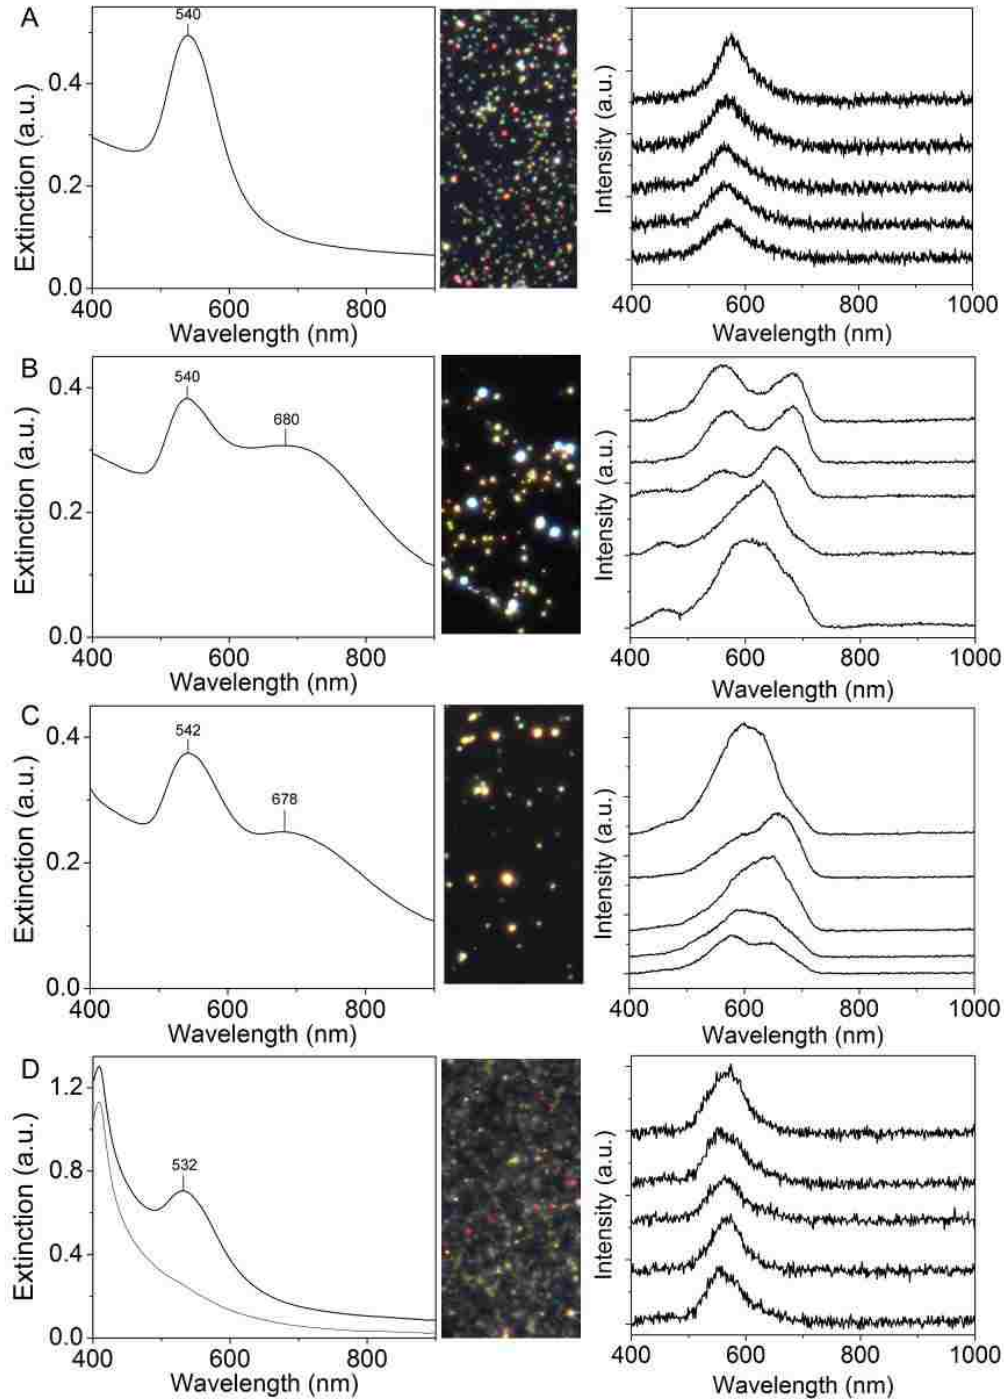 A
540
0.4
0.2
0.0
Extinction (a.u.)
400 600 800
Wavelength (nm)
Intensity (a.u.)
400 600 800 1000
Wavelength (nm)
B
540
680
0.4
0.2
0.0
Extinction (a.u.)
400 600 800
Wavelength (nm)
Intensity (a.u.)
400 600 800 1000
Wavelength (nm)
C
542
678
0.4
0.2
0.0
Extinction (a.u.)
400 600 800
Wavelength (nm)
Intensity (a.u.)
400 600 800 1000
Wavelength (nm)
D
532
1.2
0.8
0.4
0.0
Extinction (a.u.)
400 600 800
Wavelength (nm)
Intensity (a.u.)
400 600 800 1000
Wavelength (nm)